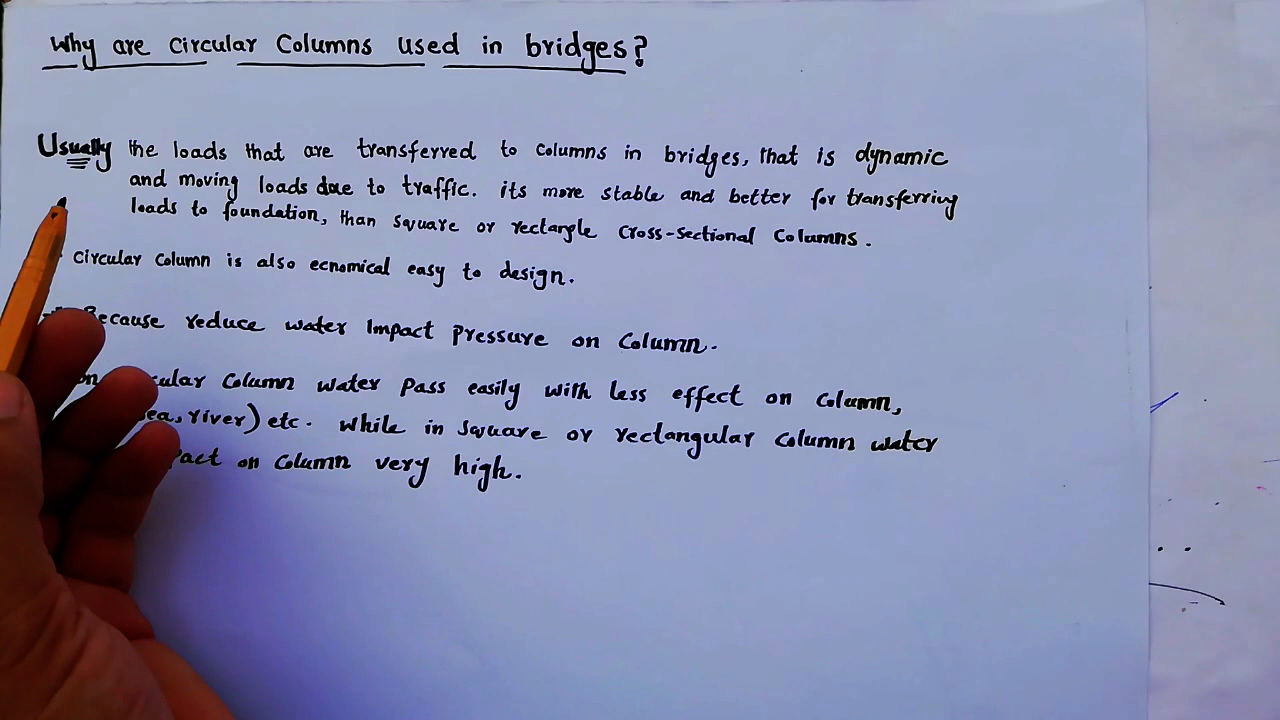 Why are Circular Columns used in bridges?
Usually the loads that are transferred to Columns in bridges, that is dynamic
and moving loads due to traffic. its more stable and better for transferring
loads to foundation, than Square or rectangle Cross-Sectional Columns.
Circular Column is also ecnomical easy to design.
Because reduce water Impact Pressure on Column.
Column water Pass easily with less effect on Column,
river) etc. while in Square or rectangular Column water
on Column very high.